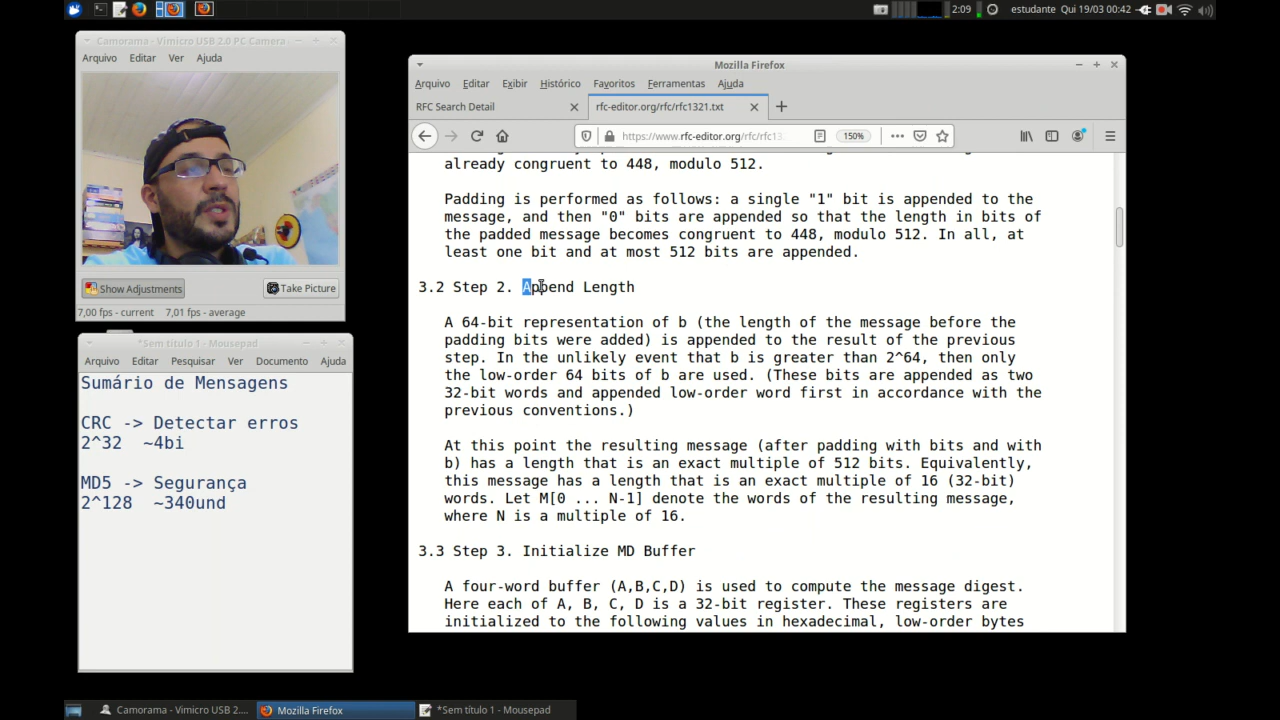 2:09 estudante Qui 19/03 00:42
Camorama - Vimicro USB 2.0 PC Camera -
Arquivo Editar Ver Ajuda
Show Adjustments Take Picture
7,00 fps - current 7,01 fps - average
*Sem título 1 - Mousepad
Arquivo Editar Pesquisar Ver Documento Ajuda
Sumário de Mensagens
CRC -> Detectar erros
2^32 ~4bi
MD5 -> Segurança
2^128 ~340und
Mozilla Firefox
Arquivo Editar Exibir Histórico Favoritos Ferramentas Ajuda
RFC Search Detail rfc-editor.org/rfc/rfc1321.txt
https://www.rfc-editor.org/rfc/rfc13 150%
already congruent to 448, modulo 512.
Padding is performed as follows: a single "1" bit is appended to the
message, and then "0" bits are appended so that the length in bits of
the padded message becomes congruent to 448, modulo 512. In all, at
least one bit and at most 512 bits are appended.
3.2 Step 2. Append Length
A 64-bit representation of b (the length of the message before the
padding bits were added) is appended to the result of the previous
step. In the unlikely event that b is greater than 2^64, then only
the low-order 64 bits of b are used. (These bits are appended as two
32-bit words and appended low-order word first in accordance with the
previous conventions.)
At this point the resulting message (after padding with bits and with
b) has a length that is an exact multiple of 512 bits. Equivalently,
this message has a length that is an exact multiple of 16 (32-bit)
words. Let M[0 ... N-1] denote the words of the resulting message,
where N is a multiple of 16.
3.3 Step 3. Initialize MD Buffer
A four-word buffer (A,B,C,D) is used to compute the message digest.
Here each of A, B, C, D is a 32-bit register. These registers are
initialized to the following values in hexadecimal, low-order bytes
Camorama - Vimicro USB 2.... Mozilla Firefox *Sem título 1 - Mousepad